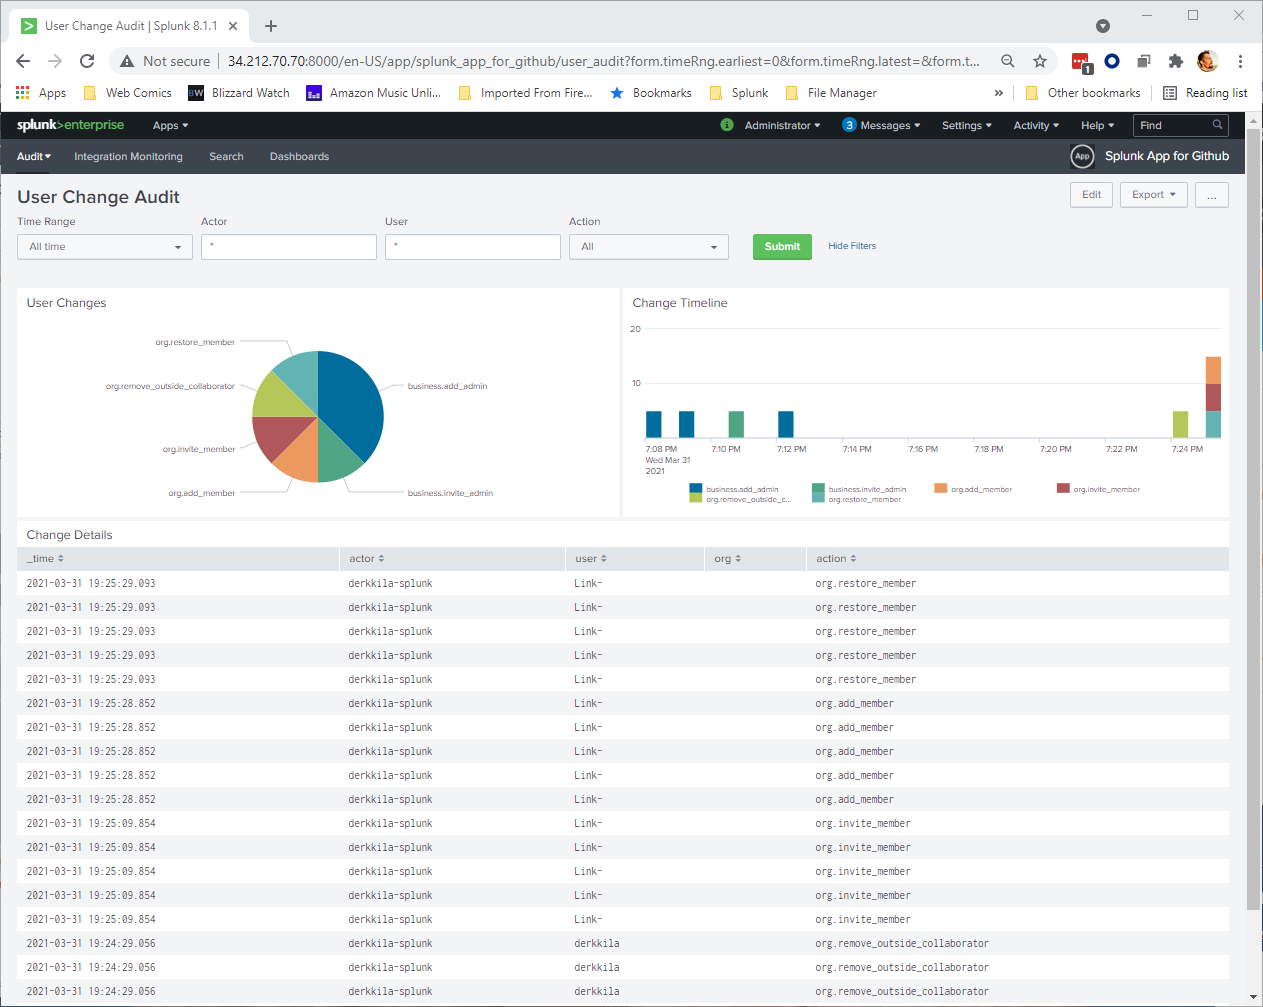 User Change Audit | Splunk 8.1.1
Not secure | 34.212.70.70:8000/en-US/app/splunk_app_for_github/user_audit?form.timeRng.earliest=0&form.timeRng.latest=&form.t...
1
Apps Web Comics BW Blizzard Watch Amazon Music Unli... Imported From Fire... Bookmarks Splunk File Manager » Other bookmarks Reading list
splunk>enterprise Apps i Administrator 3 Messages Settings Activity Help Find
Audit Integration Monitoring Search Dashboards App Splunk App for Github
User Change Audit Edit Export ...
Time Range Actor User Action
All time * * All Submit Hide Filters
User Changes
org.restore_member
org.remove_outside_collaborator
business.add_admin
org.invite_member
org.add_member
business.invite_admin
Change Timeline
20
10
7:08 PM 7:10 PM 7:12 PM 7:14 PM 7:16 PM 7:18 PM 7:20 PM 7:22 PM 7:24 PM
Wed Mar 31
2021
business.add_admin business.invite_admin org.add_member org.invite_member
org.remove_outside_c... org.restore_member
Change Details
_time actor user org action
2021-03-31 19:25:29.093 derkkila-splunk Link- org.restore_member
2021-03-31 19:25:29.093 derkkila-splunk Link- org.restore_member
2021-03-31 19:25:29.093 derkkila-splunk Link- org.restore_member
2021-03-31 19:25:29.093 derkkila-splunk Link- org.restore_member
2021-03-31 19:25:29.093 derkkila-splunk Link- org.restore_member
2021-03-31 19:25:28.852 derkkila-splunk Link- org.add_member
2021-03-31 19:25:28.852 derkkila-splunk Link- org.add_member
2021-03-31 19:25:28.852 derkkila-splunk Link- org.add_member
2021-03-31 19:25:28.852 derkkila-splunk Link- org.add_member
2021-03-31 19:25:28.852 derkkila-splunk Link- org.add_member
2021-03-31 19:25:09.854 derkkila-splunk Link- org.invite_member
2021-03-31 19:25:09.854 derkkila-splunk Link- org.invite_member
2021-03-31 19:25:09.854 derkkila-splunk Link- org.invite_member
2021-03-31 19:25:09.854 derkkila-splunk Link- org.invite_member
2021-03-31 19:25:09.854 derkkila-splunk Link- org.invite_member
2021-03-31 19:24:29.056 derkkila-splunk derkkila org.remove_outside_collaborator
2021-03-31 19:24:29.056 derkkila-splunk derkkila org.remove_outside_collaborator
2021-03-31 19:24:29.056 derkkila-splunk derkkila org.remove_outside_collaborator